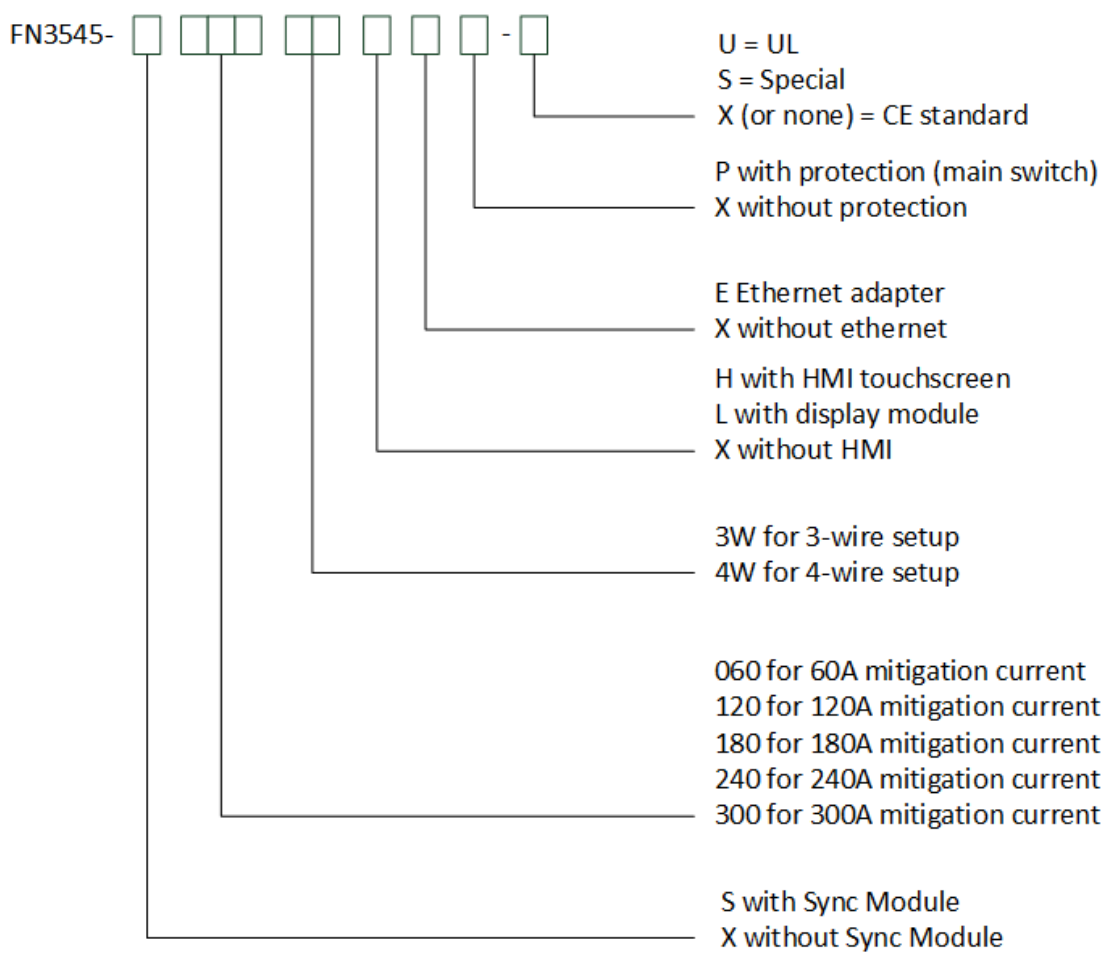 FN3545- -
U = UL
S = Special
X (or none) = CE standard
P with protection (main switch)
X without protection
E Ethernet adapter
X without ethernet
H with HMI touchscreen
L with display module
X without HMI
3W for 3-wire setup
4W for 4-wire setup
060 for 60A mitigation current
120 for 120A mitigation current
180 for 180A mitigation current
240 for 240A mitigation current
300 for 300A mitigation current
S with Sync Module
X without Sync Module